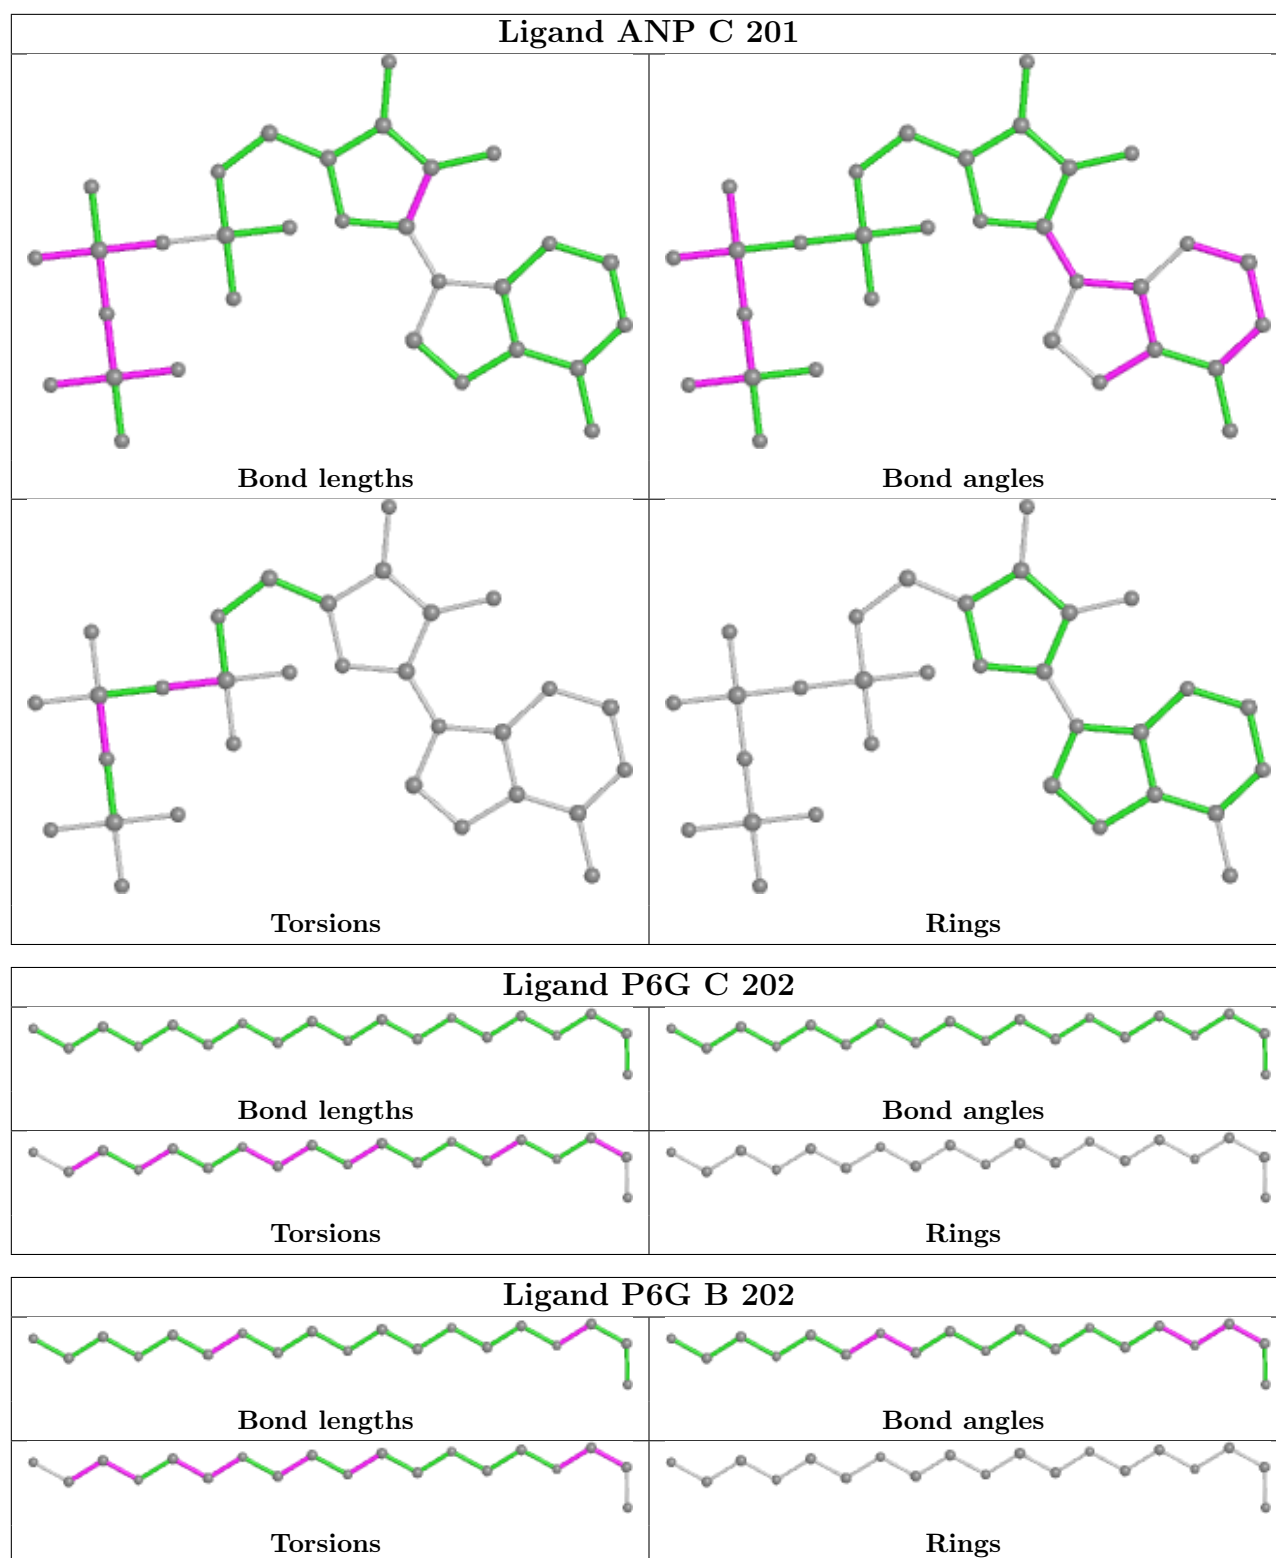 Ligand ANP C 201
Bond lengths
Bond angles
Torsions
Rings
Ligand P6G C 202
Bond lengths
Bond angles
Torsions
Rings
Ligand P6G B 202
Bond lengths
Bond angles
Torsions
Rings